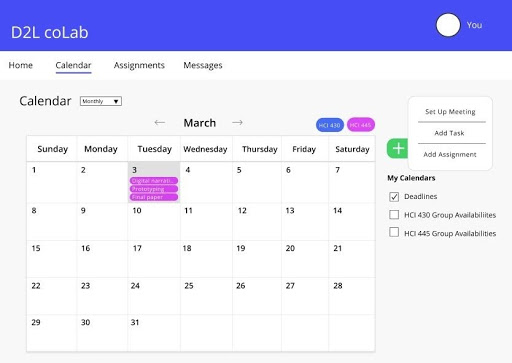 D2L coLab
You
Home Calendar Assignments Messages
Calendar Monthly
March
HCI 430 HCI 445
Set Up Meeting
Add Task
Add Assignment
Sunday Monday Tuesday Wednesday Thursday Friday Saturday
1 2 3 4 5 6 7
Digital narrati...
Prototyping
Final paper
8 9 10 11 12 13 14
15 16 17 18 19 20 21
22 23 24 25 26 27 28
29 30 31
My Calendars
Deadlines
HCI 430 Group Availabiliites
HCI 445 Group Availabilities